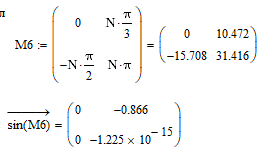 π
M6 := ( 0 N·π/3 −N·π/2 N·π ) = ( 0 10.472 −15.708 31.416 )
sin(M6) = ( 0 −0.866 0 −1.225 × 10^−15 )